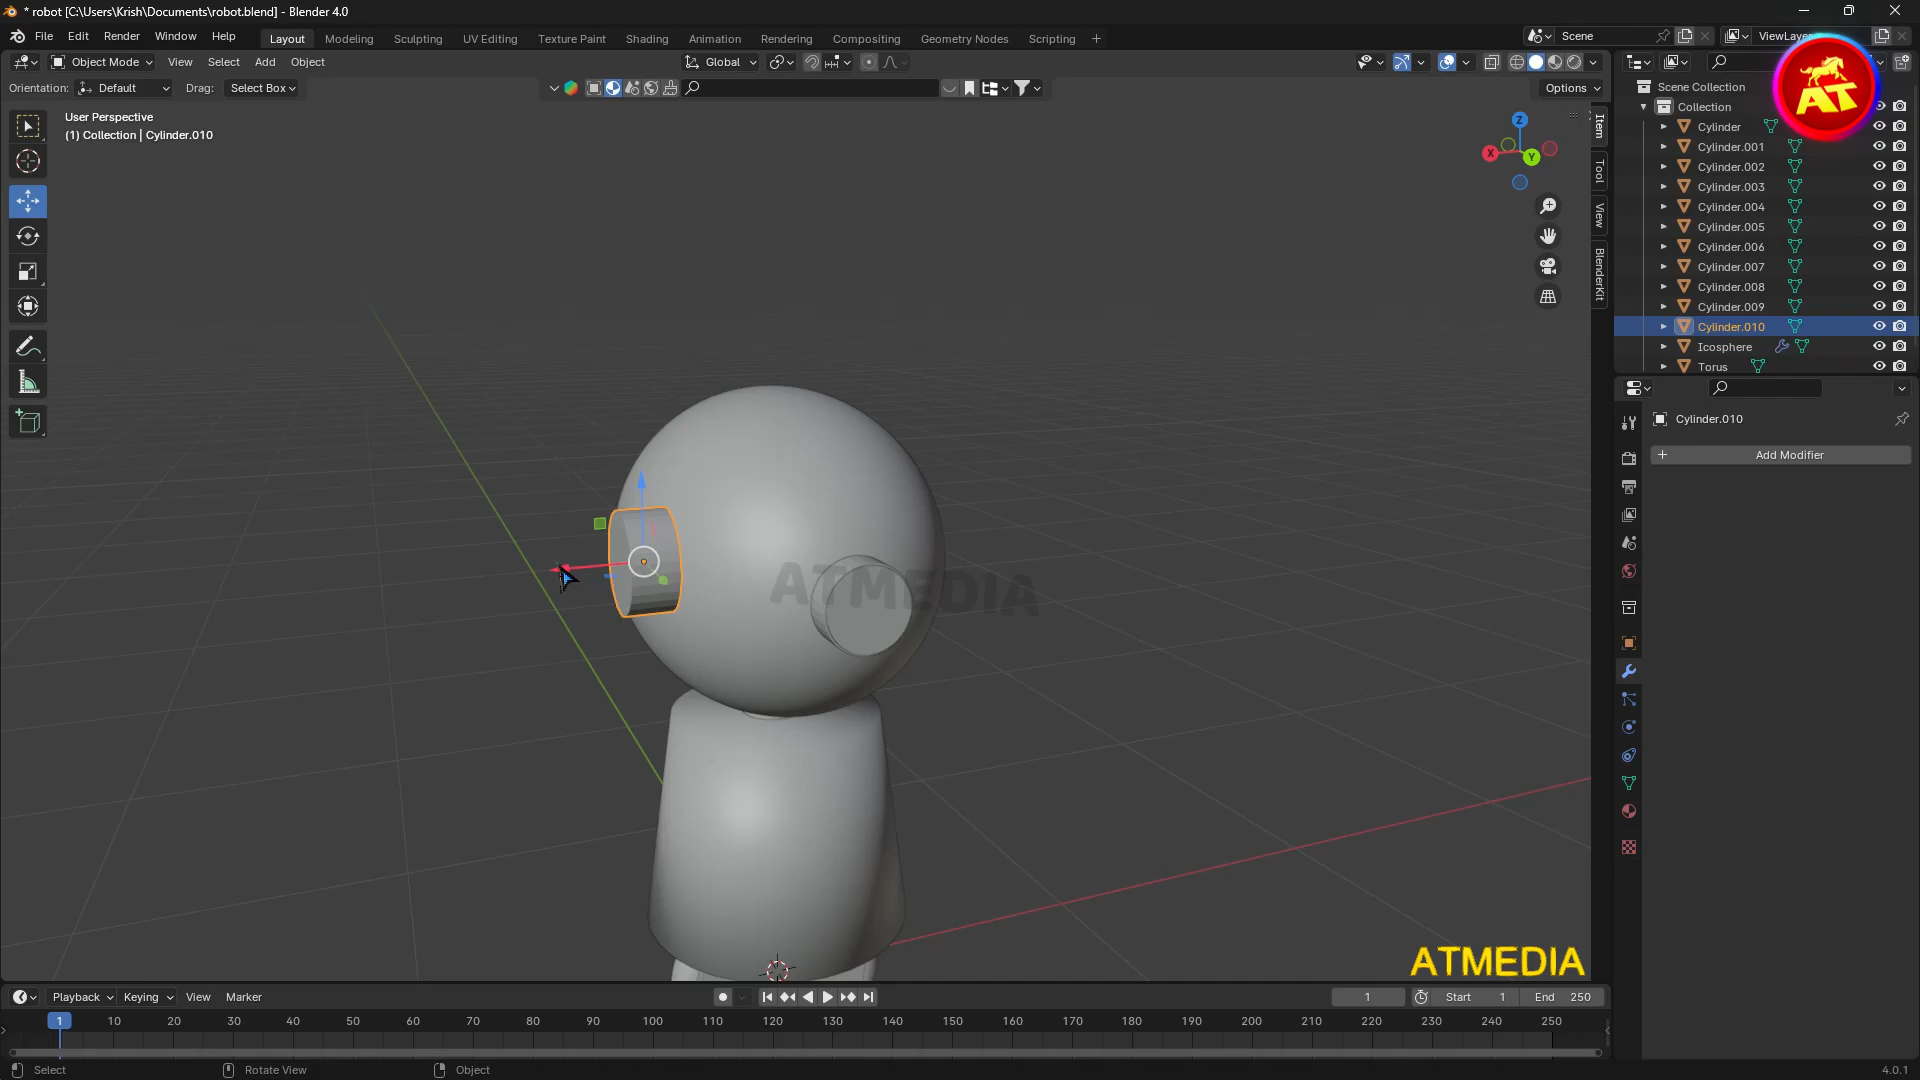 * robot [C:\Users\Krish\Documents\robot.blend] - Blender 4.0
File Edit Render Window Help Layout Modeling Sculpting UV Editing Texture Paint Shading Animation Rendering Compositing Geometry Nodes Scripting + Scene ViewLayer
Object Mode View Select Add Object Global
Orientation: Default Drag: Select Box Options
User Perspective
(1) Collection | Cylinder.010
Z
X
Y
Item
Tool
View
BlenderKit
AT
Scene Collection
Collection
Cylinder
Cylinder.001
Cylinder.002
Cylinder.003
Cylinder.004
Cylinder.005
Cylinder.006
Cylinder.007
Cylinder.008
Cylinder.009
Cylinder.010
Icosphere
Torus
Cylinder.010
+ Add Modifier
ATMEDIA
ATMEDIA
Playback Keying View Marker 1 Start 1 End 250
1 10 20 30 40 50 60 70 80 90 100 110 120 130 140 150 160 170 180 190 200 210 220 230 240 250
Select Rotate View Object 4.0.1